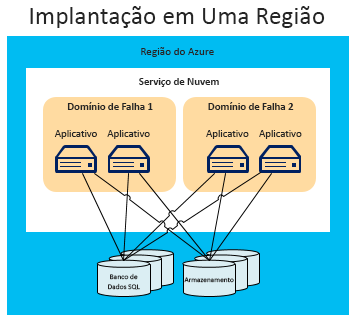 Implantação em Uma Região
Região do Azure
Serviço de Nuvem
Domínio de Falha 1
Domínio de Falha 2
Aplicativo
Aplicativo
Aplicativo
Aplicativo
Banco de
Dados SQL
Armazenamento